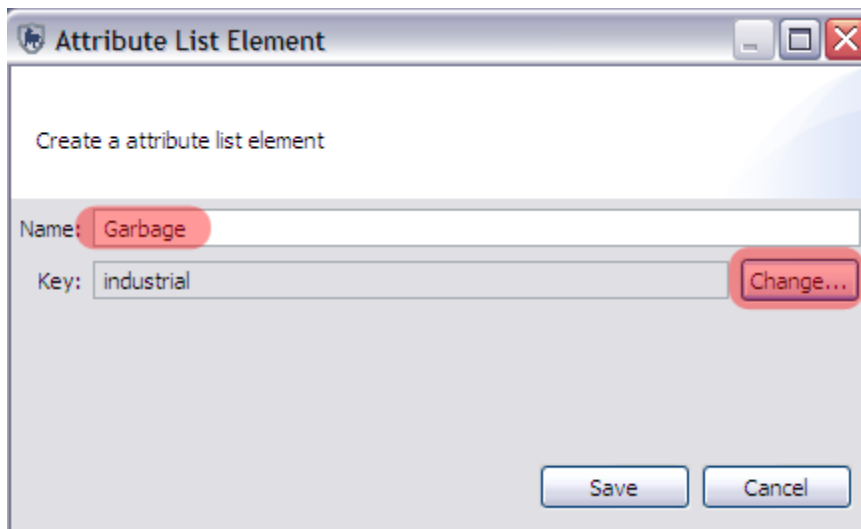 Attribute List Element
Create a attribute list element
Name: Garbage
Key: industrial Change...
Save Cancel